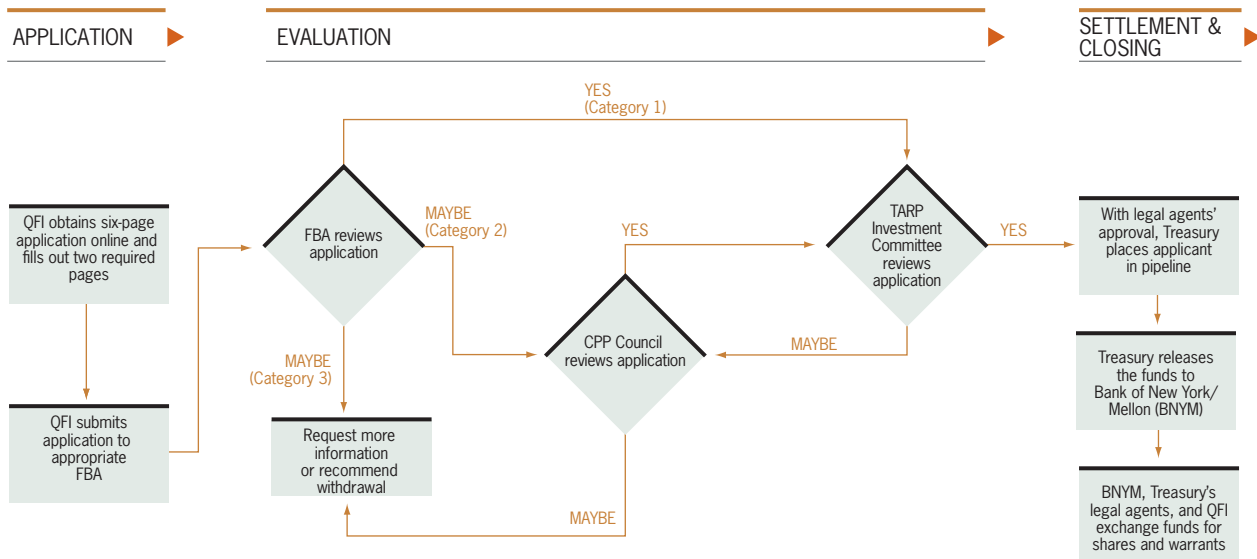 APPLICATION
EVALUATION
SETTLEMENT &
CLOSING
YES
(Category 1)
QFI obtains six-page
application online and
fills out two required
pages
QFI submits
application to
appropriate
FBA
FBA reviews
application
MAYBE
(Category 2)
MAYBE
(Category 3)
Request more
information
or recommend
withdrawal
YES
CPP Council
reviews application
MAYBE
MAYBE
TARP
Investment
Committee
reviews
application
YES
With legal agents’
approval, Treasury
places applicant
in pipeline
Treasury releases
the funds to
Bank of New York/
Mellon (BNYM)
BNYM, Treasury’s
legal agents, and QFI
exchange funds for
shares and warrants